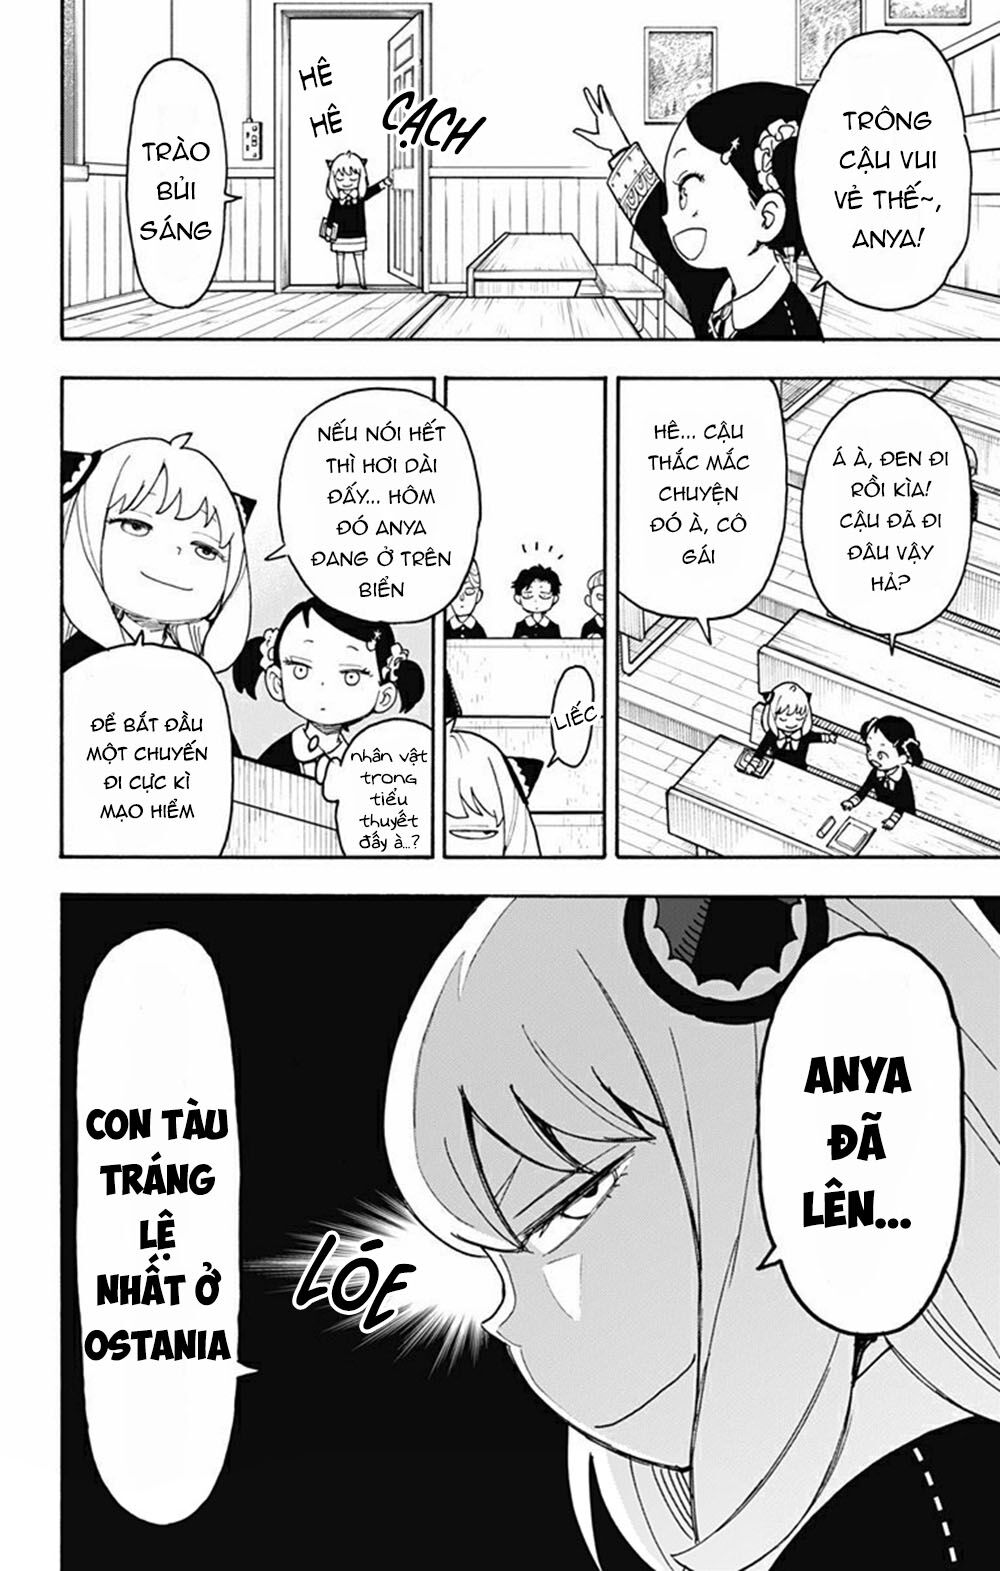 TRÔNG
CẬU VUI
VẺ THẾ~,
ANYA!
CẠCH
HÊ
HÊ
TRÀO
BỦI
SÁNG
Á À, ĐEN ĐI
RỒI KÌA!
CẬU ĐÃ ĐI
ĐÂU VẬY
HẢ?
HÊ... CẬU
THẮC MẮC
CHUYỆN
ĐÓ À, CÔ
GÁI
LIẾC
NẾU NÓI HẾT
THÌ HƠI DÀI
ĐẤY... HÔM
ĐÓ ANYA
ĐANG Ở TRÊN
BIỂN
nhân vật
trong
tiểu
thuyết
đấy à...?
ĐỂ BẮT ĐẦU
MỘT CHUYẾN
ĐI CỰC KÌ
MẠO HIỂM
ANYA
ĐÃ
LÊN...
LÓE
CON TÀU
TRÁNG
LỆ
NHẤT Ở
OSTANIA